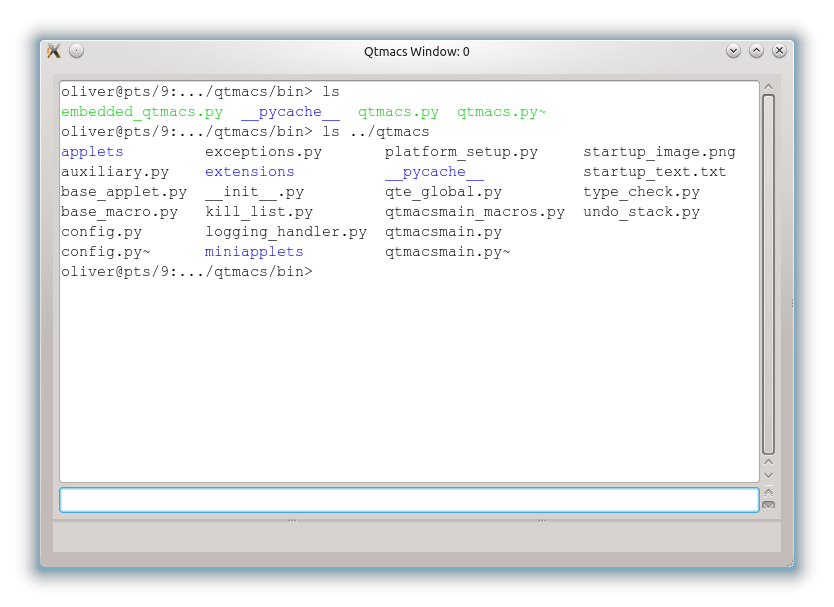 Qtmacs Window: 0
oliver@pts/9:.../qtmacs/bin> ls
embedded_qtmacs.py  __pycache__  qtmacs.py  qtmacs.py~
oliver@pts/9:.../qtmacs/bin> ls ../qtmacs
applets         exceptions.py       platform_setup.py     startup_image.png
auxiliary.py    extensions          __pycache__           startup_text.txt
base_applet.py  __init__.py         qte_global.py         type_check.py
base_macro.py   kill_list.py        qtmacsmain_macros.py  undo_stack.py
config.py       logging_handler.py  qtmacsmain.py
config.py~      miniapplets         qtmacsmain.py~
oliver@pts/9:.../qtmacs/bin>